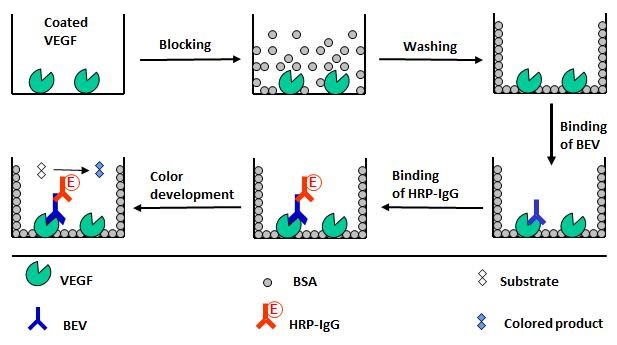 Coated
VEGF
Blocking
Washing
Binding
of BEV
Binding
of HRP-IgG
E
Color
development
E
VEGF
BSA
Substrate
BEV
E
HRP-IgG
Colored product